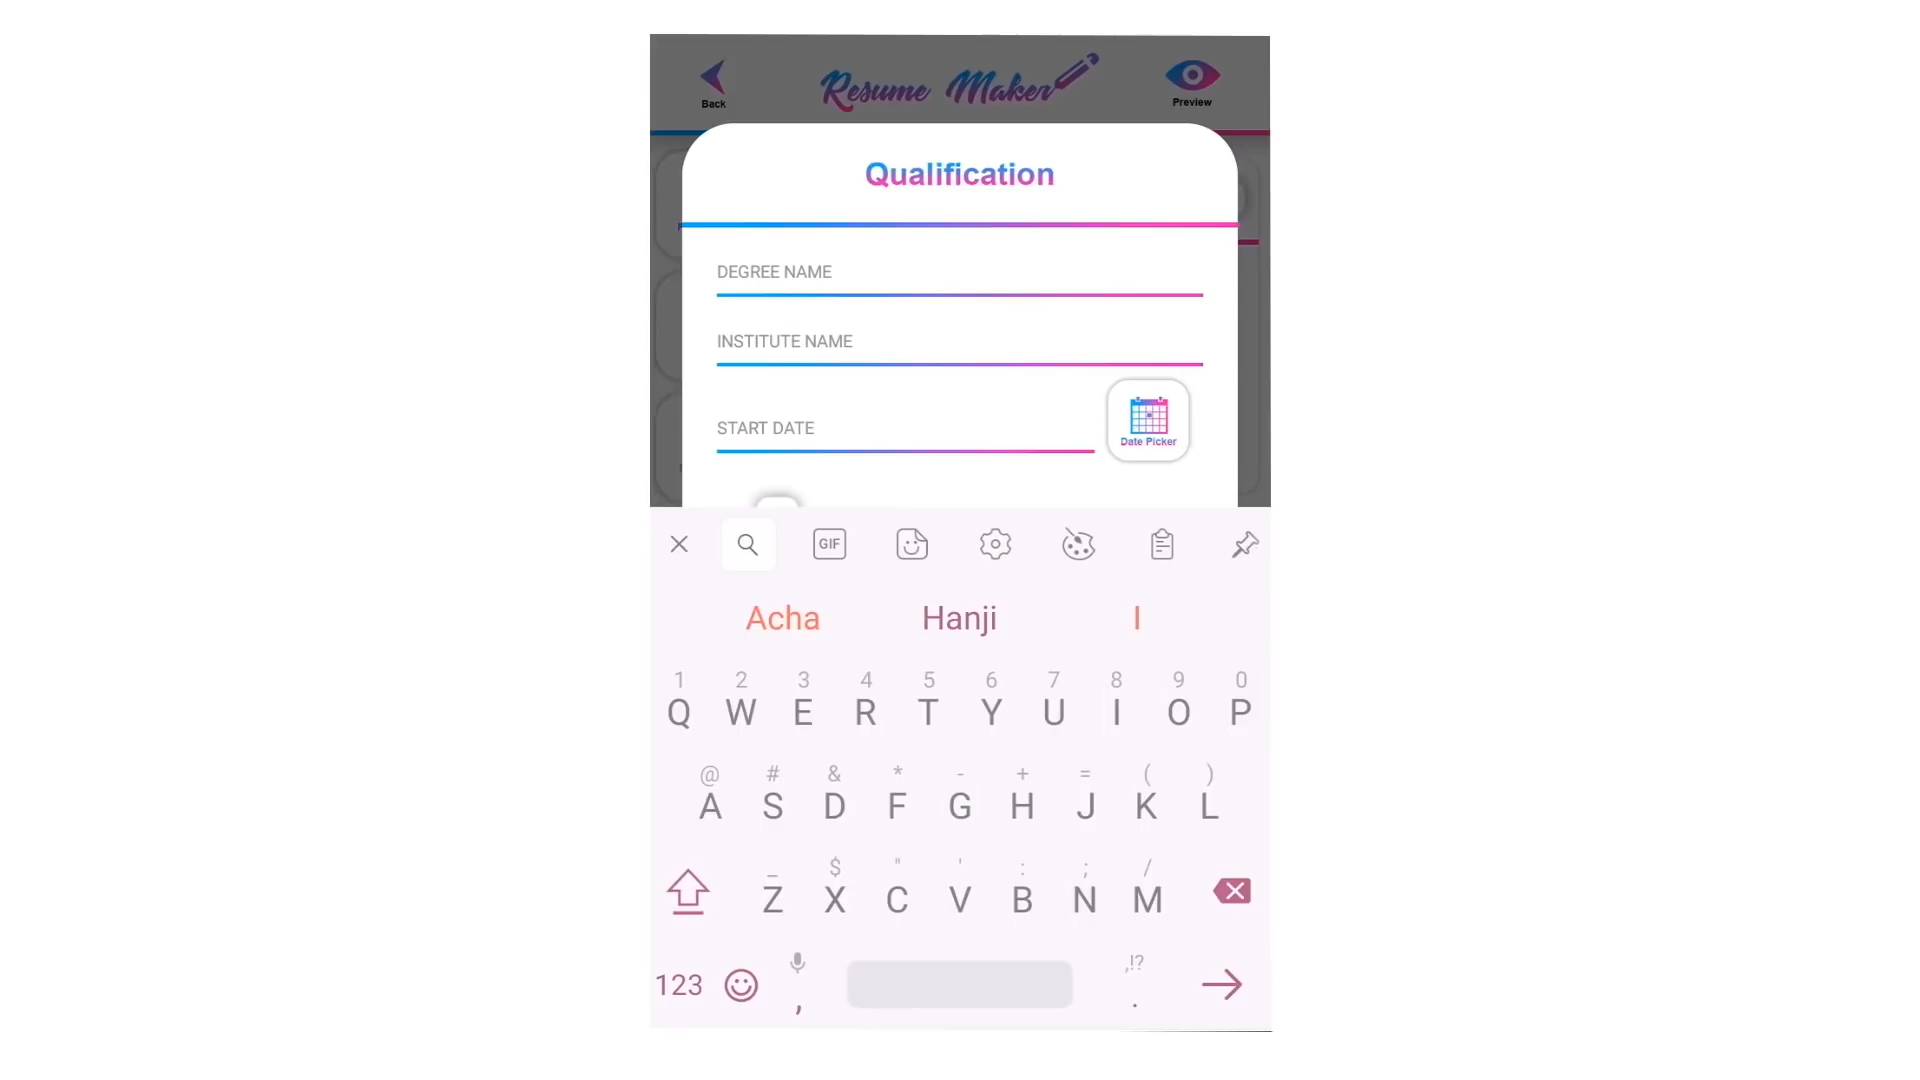 Resume Maker
Back
Preview
Qualification
DEGREE NAME
INSTITUTE NAME
START DATE
Date Picker
GIF
Acha Hanji I
1 2 3 4 5 6 7 8 9 0
Q W E R T Y U I O P
@ # & * - + = ( )
A S D F G H J K L
_ $ " ' : ; /
Z X C V B N M
,!?
123 , .